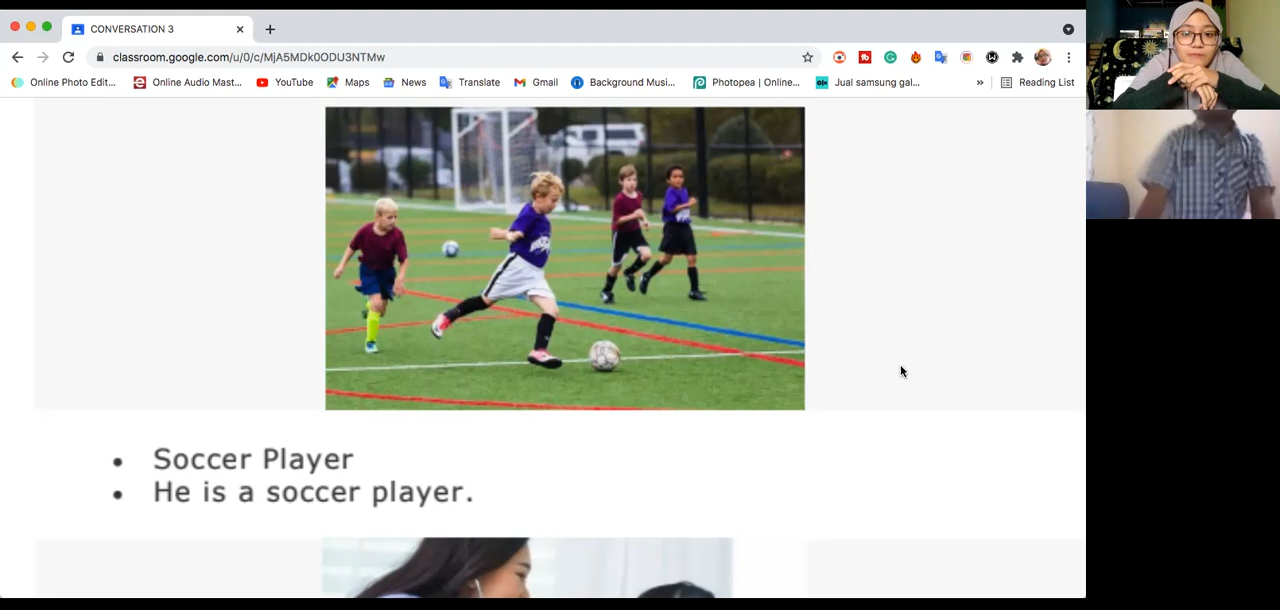 CONVERSATION 3
classroom.google.com/u/0/c/MjA5MDk0ODU3NTMw
Online Photo Edit... Online Audio Mast... YouTube Maps News Translate Gmail Background Musi... Photopea | Online... Jual samsung gal... » Reading List
• Soccer Player
• He is a soccer player.